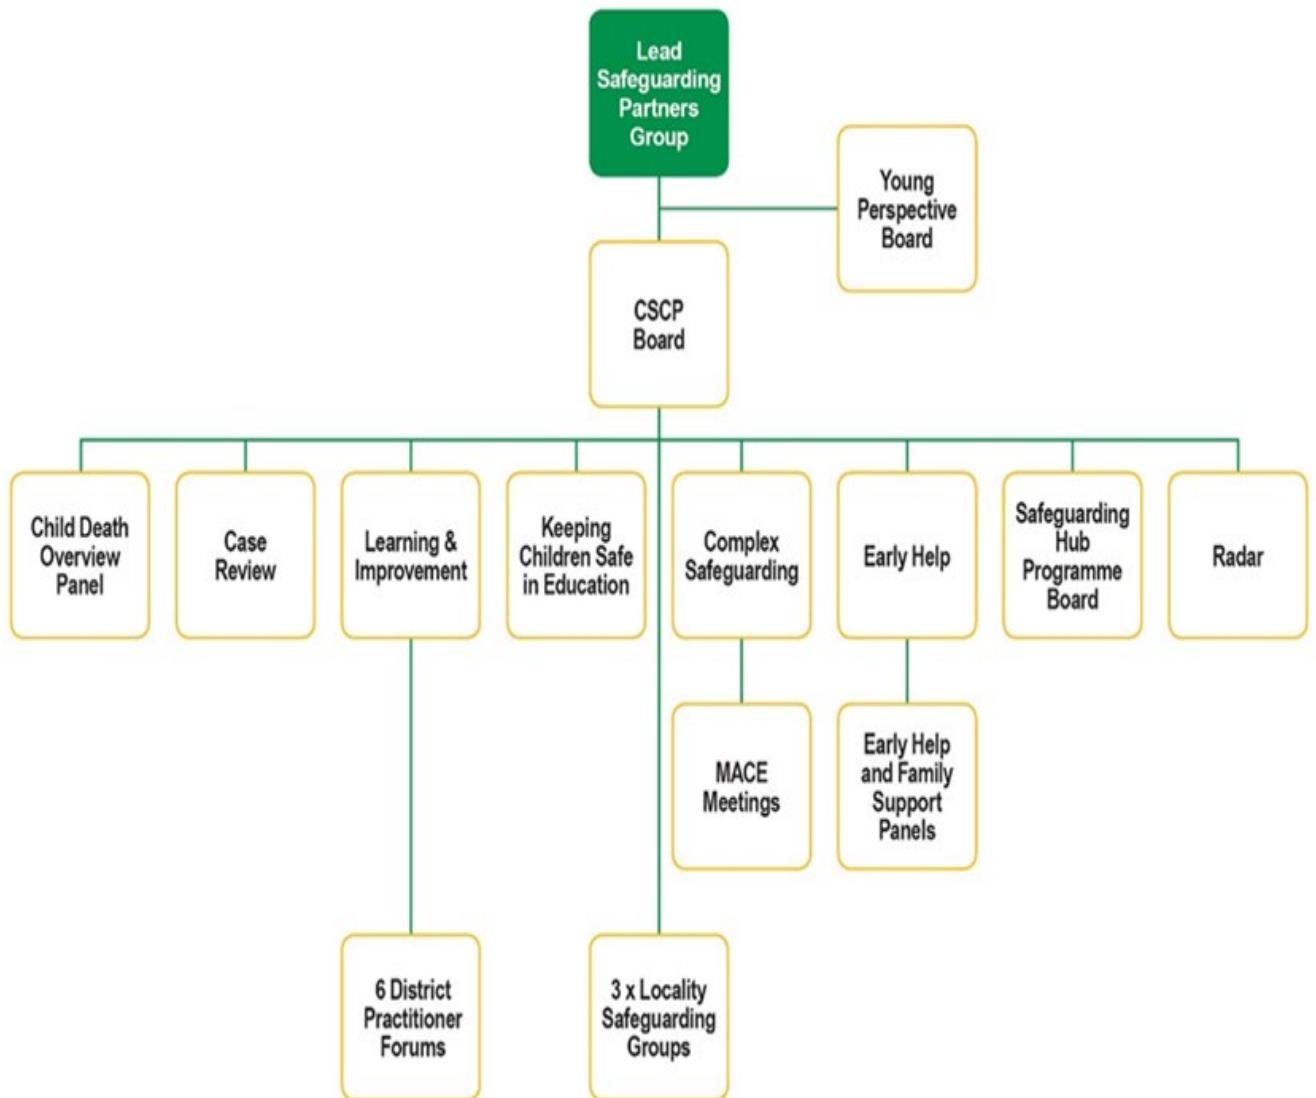 Lead
Safeguarding
Partners
Group
Young
Perspective
Board
CSCP
Board
Child Death
Overview
Panel
Case
Review
Learning &
Improvement
Keeping
Children Safe
in Education
Complex
Safeguarding
Early Help
Safeguarding
Hub
Programme
Board
Radar
MACE
Meetings
Early Help
and Family
Support
Panels
6 District
Practitioner
Forums
3 x Locality
Safeguarding
Groups